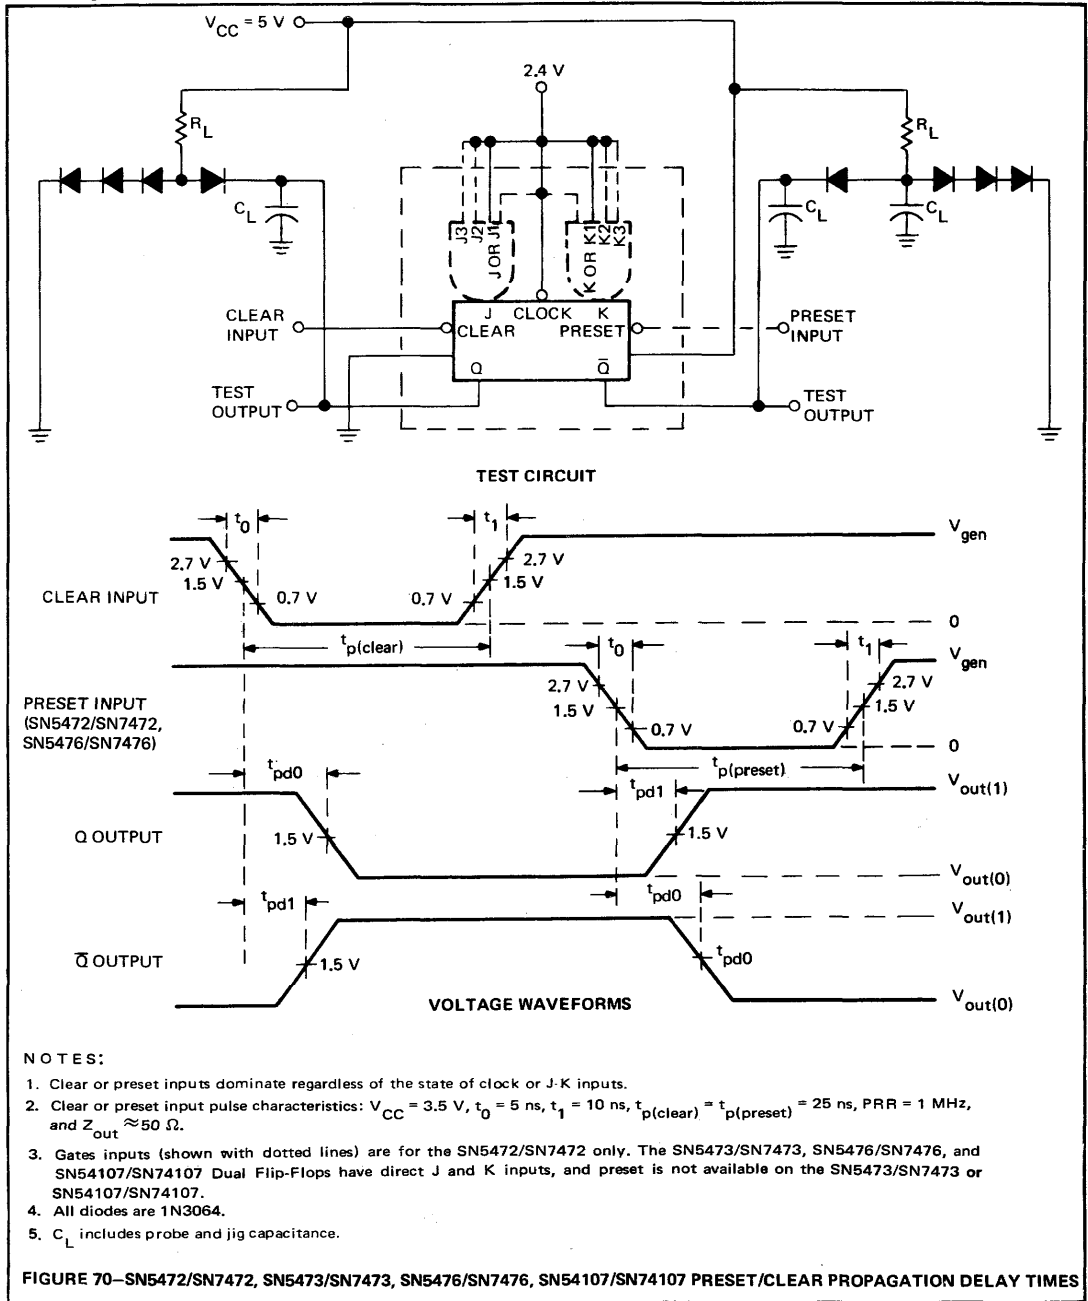 V_CC = 5 V
2.4 V
R_L
R_L
C_L
C_L
C_L
J3
J2
J OR J1
K OR K1
K2
K3
J CLOCK K
CLEAR INPUT
CLEAR PRESET
PRESET INPUT
Q Q̅
TEST OUTPUT
TEST OUTPUT
TEST CIRCUIT
t_0
t_1
V_gen
2.7 V
1.5 V
2.7 V
1.5 V
CLEAR INPUT
0.7 V
0.7 V
0
t_p(clear)
t_0
t_1
V_gen
PRESET INPUT
(SN5472/SN7472,
SN5476/SN7476)
2.7 V
1.5 V
0.7 V
0.7 V
2.7 V
1.5 V
0
t_p(preset)
t_pd0
t_pd1
V_out(1)
Q OUTPUT
1.5 V
1.5 V
V_out(0)
t_pd1
t_pd0
V_out(1)
Q̅ OUTPUT
1.5 V
t_pd0
V_out(0)
VOLTAGE WAVEFORMS
NOTES:
1. Clear or preset inputs dominate regardless of the state of clock or J-K inputs.
2. Clear or preset input pulse characteristics: V_CC = 3.5 V, t_0 = 5 ns, t_1 = 10 ns, t_p(clear) = t_p(preset) = 25 ns, PRR = 1 MHz,
and Z_out ≈ 50 Ω.
3. Gates inputs (shown with dotted lines) are for the SN5472/SN7472 only. The SN5473/SN7473, SN5476/SN7476, and
SN54107/SN74107 Dual Flip-Flops have direct J and K inputs, and preset is not available on the SN5473/SN7473 or
SN54107/SN74107.
4. All diodes are 1N3064.
5. C_L includes probe and jig capacitance.
FIGURE 70—SN5472/SN7472, SN5473/SN7473, SN5476/SN7476, SN54107/SN74107 PRESET/CLEAR PROPAGATION DELAY TIMES